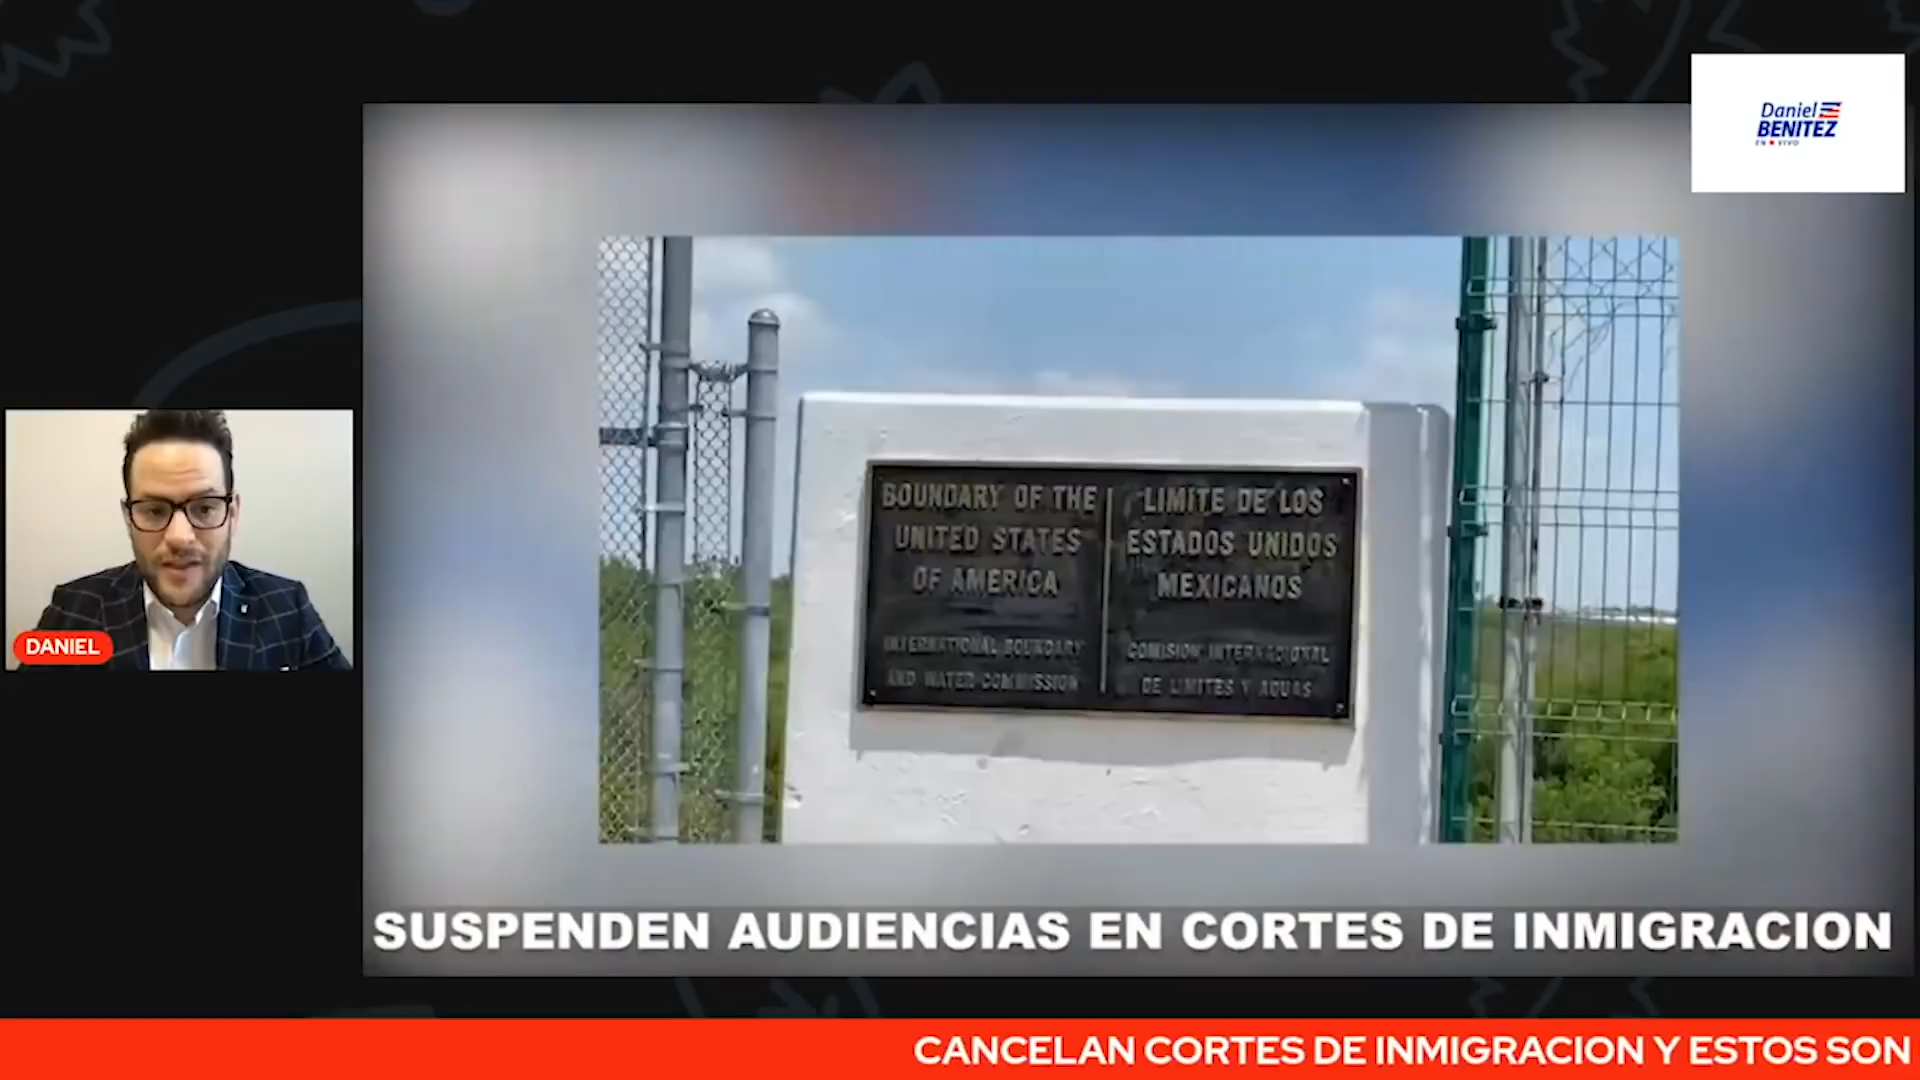 Daniel
BENITEZ
EN VIVO
BOUNDARY OF THE
UNITED STATES
OF AMERICA
INTERNATIONAL BOUNDARY
AND WATER COMMISSION
LIMITE DE LOS
ESTADOS UNIDOS
MEXICANOS
COMISION INTERNACIONAL
DE LIMITES Y AGUAS
DANIEL
SUSPENDEN AUDIENCIAS EN CORTES DE INMIGRACION
CANCELAN CORTES DE INMIGRACION Y ESTOS SON